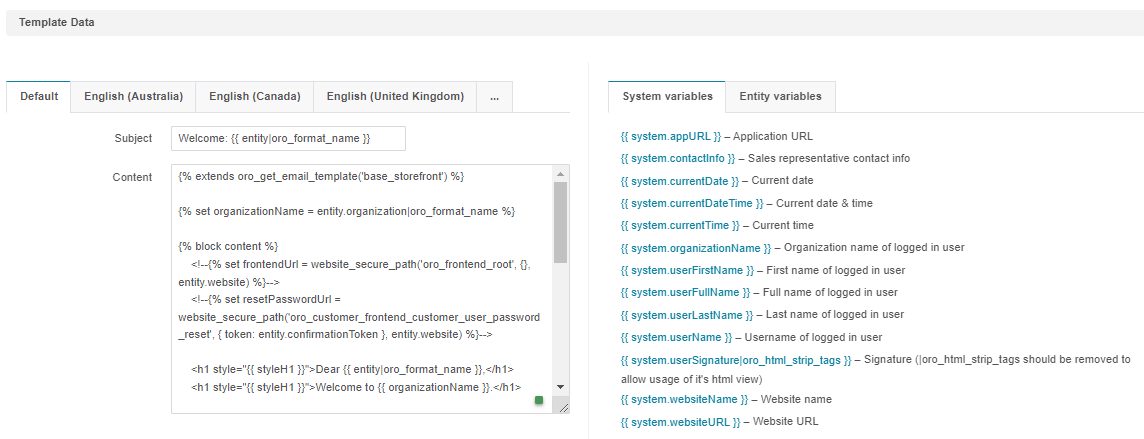 Template Data
Default
English (Australia)
English (Canada)
English (United Kingdom)
...
Subject
Welcome: {{ entity|oro_format_name }}
Content
{% extends oro_get_email_template('base_storefront') %}
{% set organizationName = entity.organization|oro_format_name %}
{% block content %}
<!--{% set frontendUrl = website_secure_path('oro_frontend_root', {},
entity.website) %}-->
<!--{% set resetPasswordUrl =
website_secure_path('oro_customer_frontend_customer_user_password
_reset', { token: entity.confirmationToken }, entity.website) %}-->
<h1 style="{{ styleH1 }}">Dear {{ entity|oro_format_name }},</h1>
<h1 style="{{ styleH1 }}">Welcome to {{ organizationName }}.</h1>
System variables
Entity variables
{{ system.appURL }} – Application URL
{{ system.contactInfo }} – Sales representative contact info
{{ system.currentDate }} – Current date
{{ system.currentDateTime }} – Current date & time
{{ system.currentTime }} – Current time
{{ system.organizationName }} – Organization name of logged in user
{{ system.userFirstName }} – First name of logged in user
{{ system.userFullName }} – Full name of logged in user
{{ system.userLastName }} – Last name of logged in user
{{ system.userName }} – Username of logged in user
{{ system.userSignature|oro_html_strip_tags }} – Signature (|oro_html_strip_tags should be removed to
allow usage of it's html view)
{{ system.websiteName }} – Website name
{{ system.websiteURL }} – Website URL